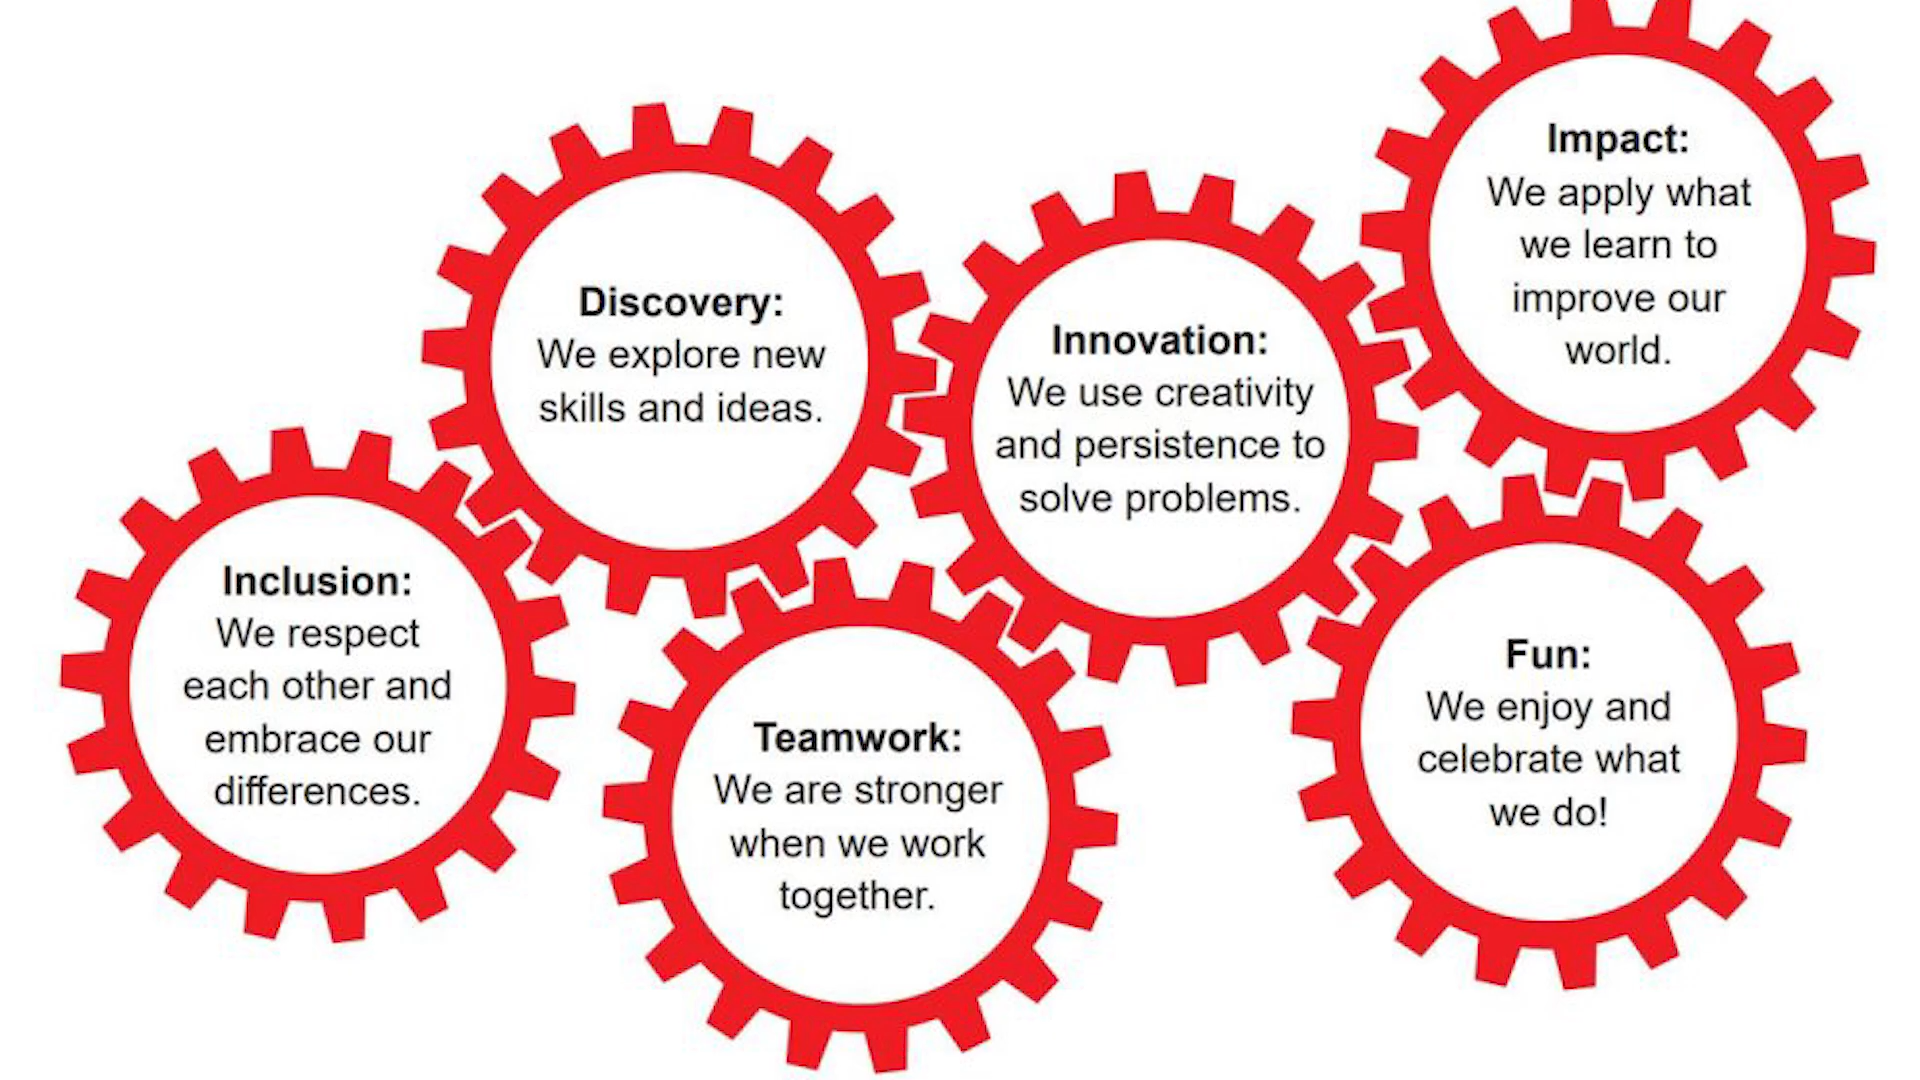 Discovery:
We explore new
skills and ideas.
Innovation:
We use creativity
and persistence to
solve problems.
Impact:
We apply what
we learn to
improve our
world.
Inclusion:
We respect
each other and
embrace our
differences.
Teamwork:
We are stronger
when we work
together.
Fun:
We enjoy and
celebrate what
we do!